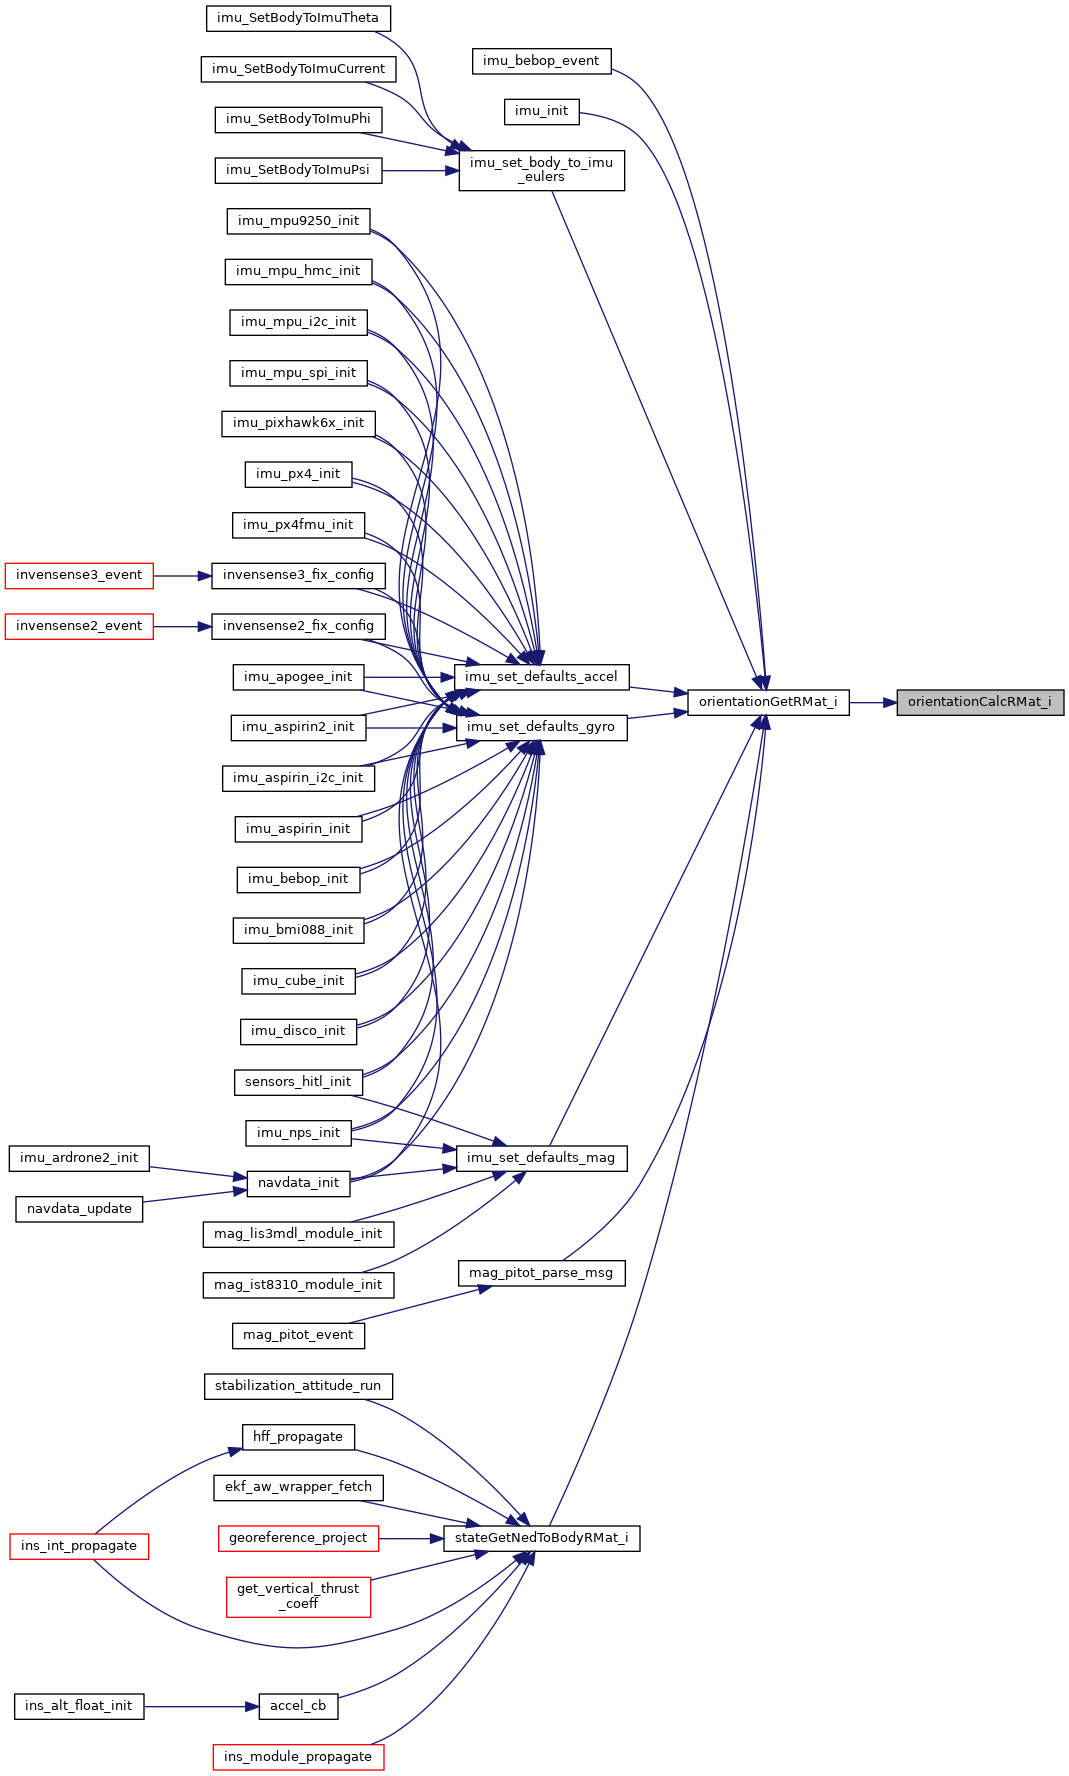 imu_SetBodyToImuTheta
imu_bebop_event
imu_SetBodyToImuCurrent
imu_init
imu_SetBodyToImuPhi
imu_set_body_to_imu
_eulers
imu_SetBodyToImuPsi
imu_mpu9250_init
imu_mpu_hmc_init
imu_mpu_i2c_init
imu_mpu_spi_init
imu_pixhawk6x_init
imu_px4_init
imu_px4fmu_init
invensense3_event
invensense3_fix_config
invensense2_event
invensense2_fix_config
imu_apogee_init
imu_set_defaults_accel
orientationGetRMat_i
orientationCalcRMat_i
imu_aspirin2_init
imu_set_defaults_gyro
imu_aspirin_i2c_init
imu_aspirin_init
imu_bebop_init
imu_bmi088_init
imu_cube_init
imu_disco_init
sensors_hitl_init
imu_nps_init
imu_ardrone2_init
imu_set_defaults_mag
navdata_init
navdata_update
mag_lis3mdl_module_init
mag_pitot_parse_msg
mag_ist8310_module_init
mag_pitot_event
stabilization_attitude_run
hff_propagate
ekf_aw_wrapper_fetch
georeference_project
stateGetNedToBodyRMat_i
ins_int_propagate
get_vertical_thrust
_coeff
ins_alt_float_init
accel_cb
ins_module_propagate